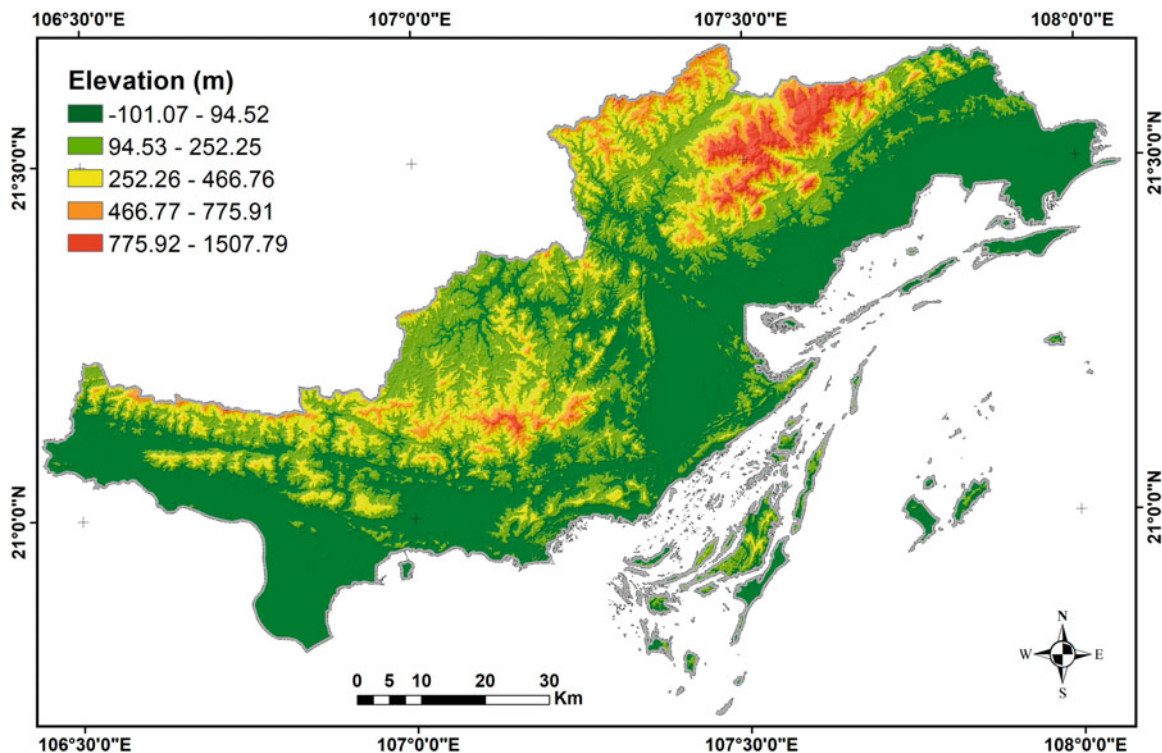 106°30'0"E 107°0'0"E 107°30'0"E 108°0'0"E
Elevation (m)
-101.07 - 94.52
94.53 - 252.25
252.26 - 466.76
466.77 - 775.91
775.92 - 1507.79
21°30'0"N 21°30'0"N
21°0'0"N 21°0'0"N
N
W E
S
0 5 10 20 30
Km
106°30'0"E 107°0'0"E 107°30'0"E 108°0'0"E